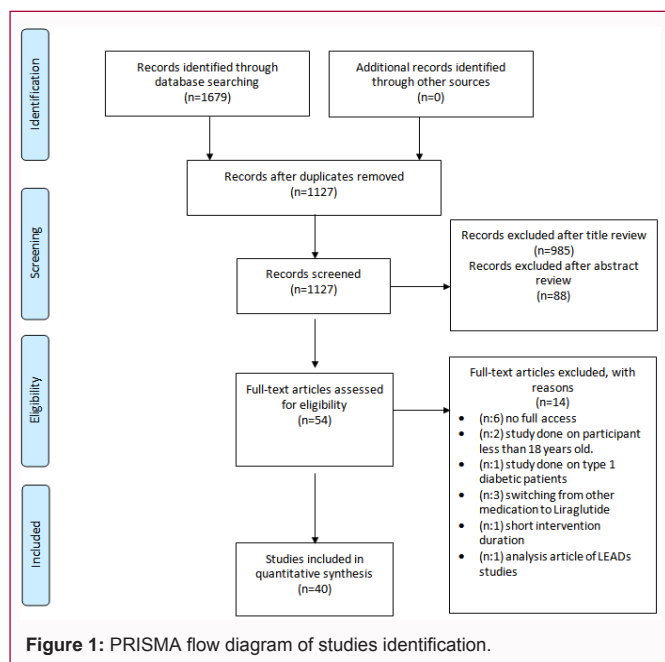 Identification
Records identified through
database searching
(n=1679)
Additional records identified
through other sources
(n=0)
Records after duplicates removed
(n=1127)
Screening
Records screened
(n=1127)
Records excluded after title review
(n=985)
Records excluded after abstract
review
(n=88)
Eligibility
Full-text articles assessed
for eligibility
(n=54)
Full-text articles excluded, with
reasons
(n=14)
• (n:6) no full access
• (n:2) study done on participant
less than 18 years old.
• (n:1) study done on type 1
diabetic patients
• (n:3) switching from other
medication to Liraglutide
• (n:1) short intervention
duration
• (n:1) analysis article of LEADs
studies
Included
Studies included in
quantitative synthesis
(n=40)
Figure 1: PRISMA flow diagram of studies identification.